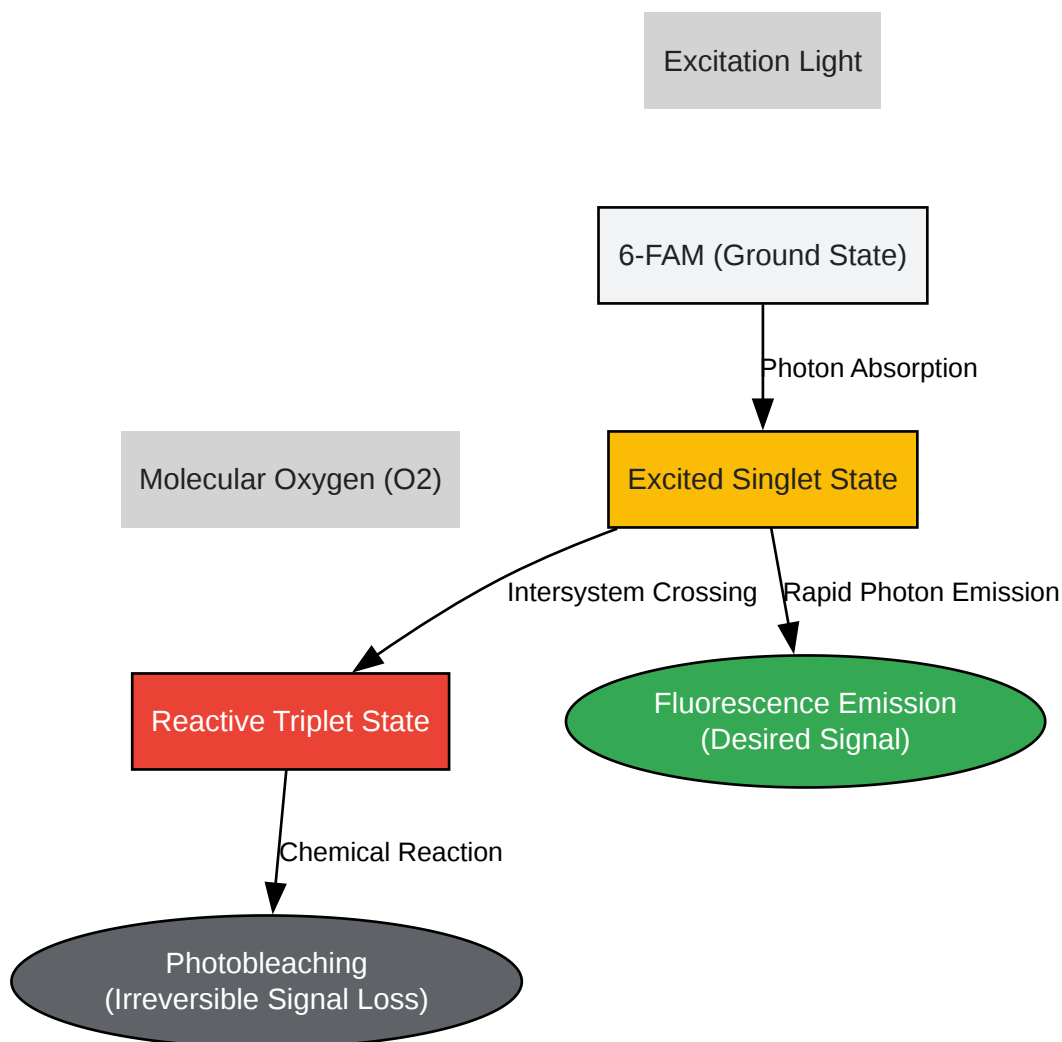 Excitation Light
6-FAM (Ground State)
Photon Absorption
Molecular Oxygen (O2)
Excited Singlet State
Intersystem Crossing
Rapid Photon Emission
Reactive Triplet State
Fluorescence Emission
(Desired Signal)
Chemical Reaction
Photobleaching
(Irreversible Signal Loss)